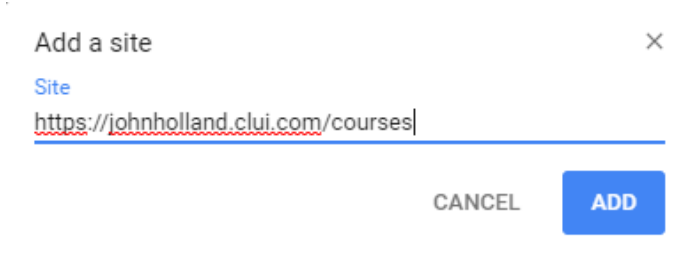 Add a site
Site
https://johnholland.clui.com/courses
CANCEL
ADD